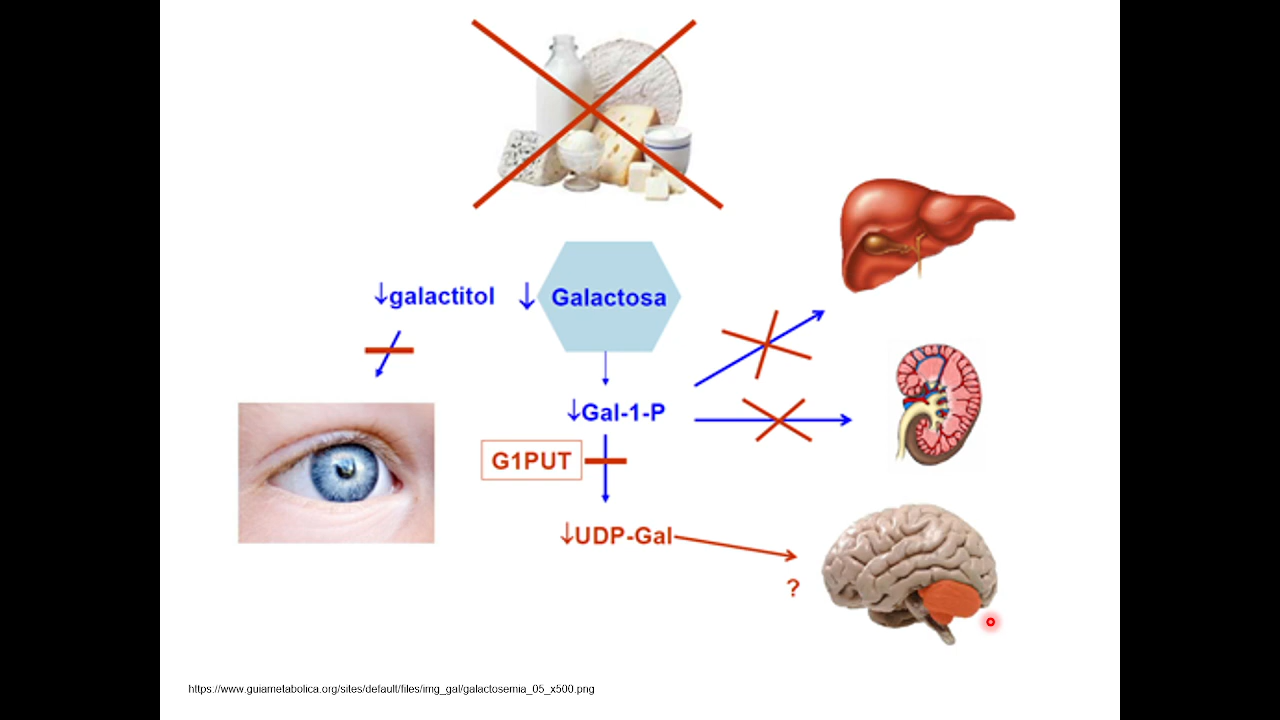 ↓galactitol
↓ Galactosa
↓Gal-1-P
G1PUT
↓UDP-Gal
?
https://www.guiametabolica.org/sites/default/files/img_gal/galactosemia_05_x500.png